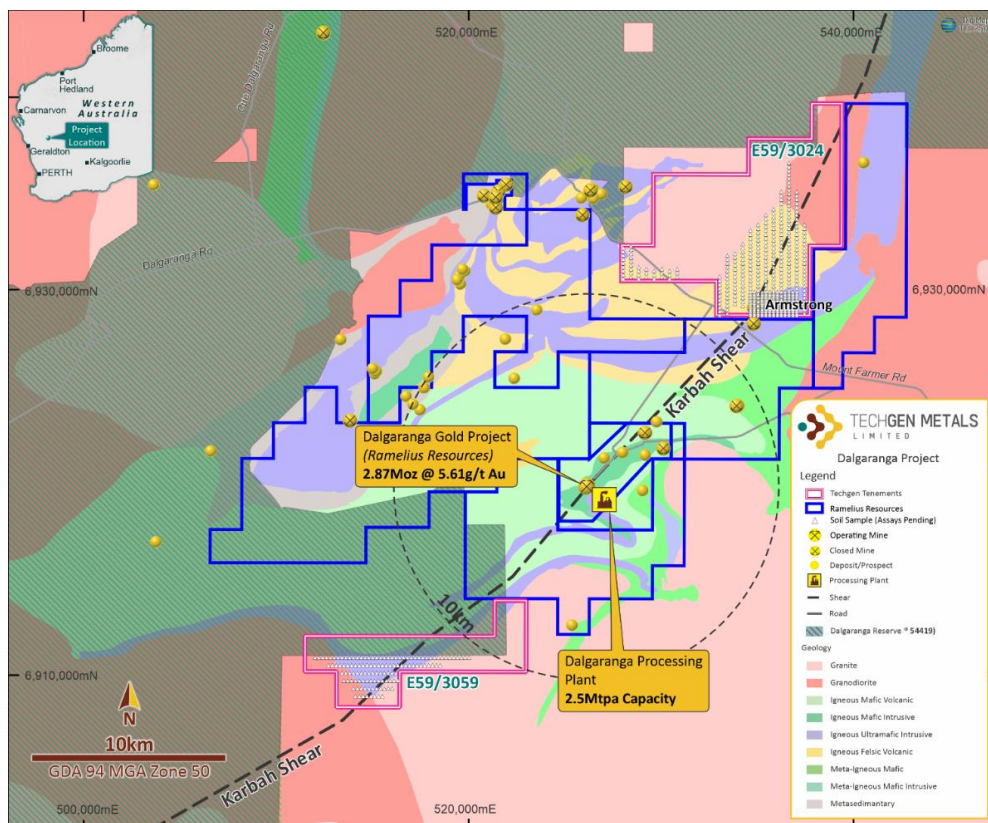 520,000mE
540,000mE
Broome
Port
Hedland
Carnarvon
Western
Australia
Project
Location
Geraldton
Kalgoorlie
PERTH
Cue Dalgaranga Rd
E59/3024
Dalgaranga Rd
6,930,000mN
6,930,000mN
Armstrong
Karbah Shear
Mount Farmer Rd
Dalgaranga Gold Project
(Ramelius Resources)
2.87Moz @ 5.61g/t Au
10km
Dalgaranga Processing
Plant
2.5Mtpa Capacity
E59/3059
6,910,000mN
N
10km
GDA 94 MGA Zone 50
Karbah Shear
500,000mE
520,000mE
TECHGEN METALS
LIMITED
Dalgaranga Project
Legend
Techgen Tenements
Ramelius Resources
Soil Sample (Assays Pending)
Operating Mine
Closed Mine
Deposit/Prospect
Processing Plant
Shear
Road
Dalgaranga Reserve ® 54419)
Geology
Granite
Granodiorite
Igneous Mafic Volcanic
Igneous Mafic Intrusive
Igneous Ultramafic Intrusive
Igneous Felsic Volcanic
Meta-Igneous Mafic
Meta-Igneous Mafic Intrusive
Metasedimantary